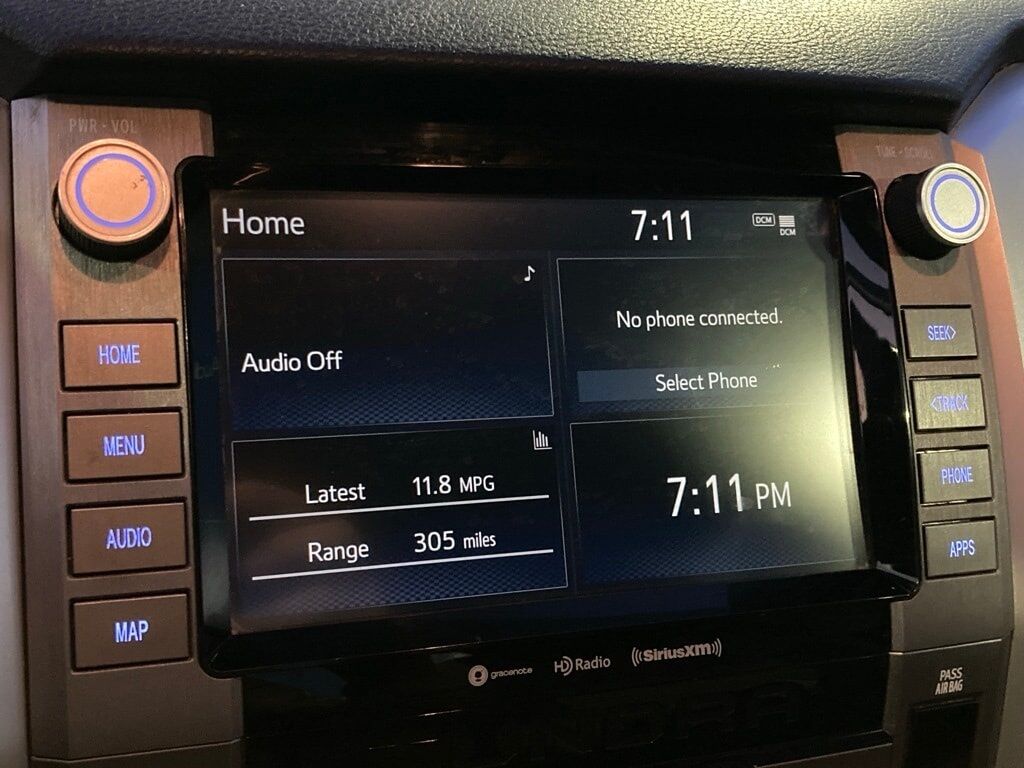 PWR·VOL
TUNE·SCROLL
Home
7:11
DCM
DCM
HOME
MENU
AUDIO
MAP
Audio Off
No phone connected.
Select Phone
Latest 11.8 MPG
Range 305 miles
7:11 PM
SEEK>
<TRACK
PHONE
APPS
gracenote
HD Radio
((SiriusXM))
PASS
AIR BAG